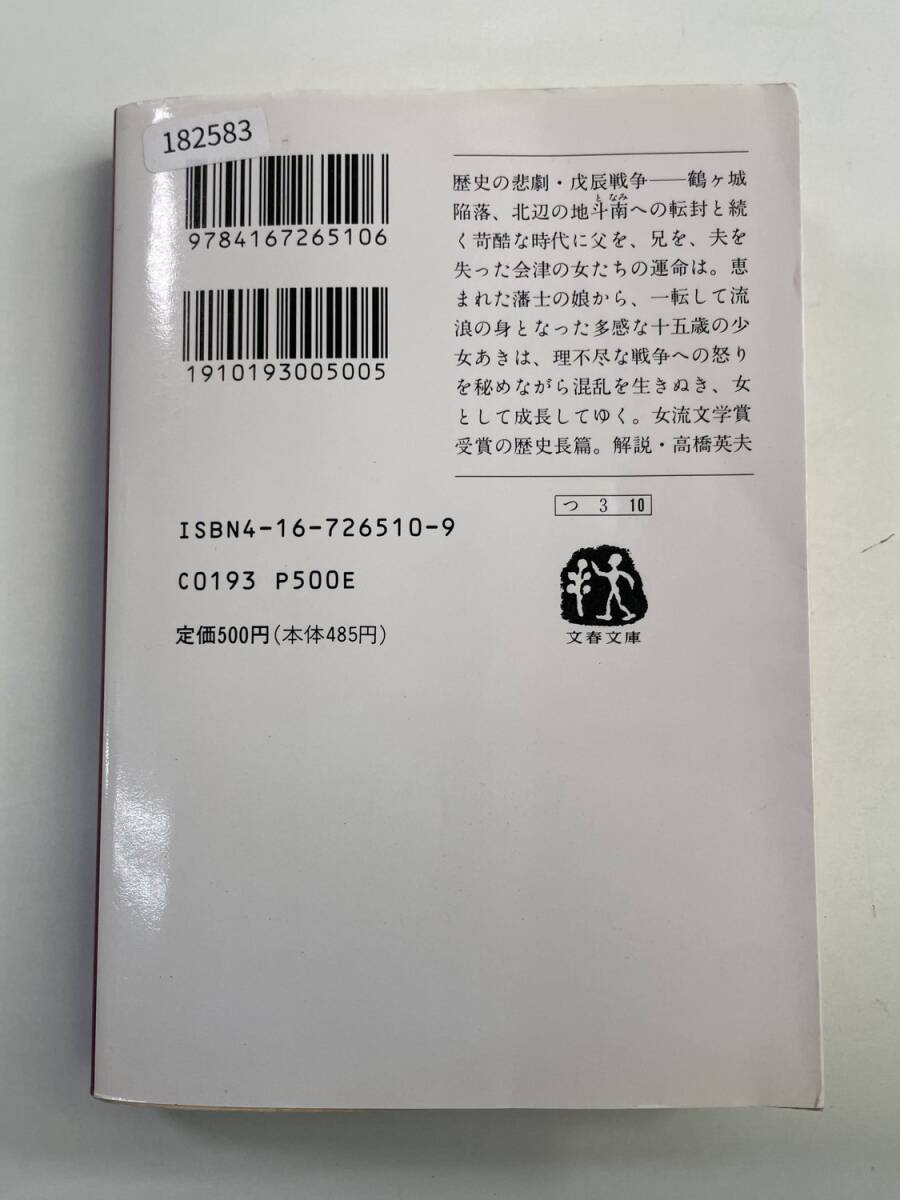 182583
9784167265106
1910193005005
歴史の悲劇・戊辰戦争――鶴ヶ城
陥落、北辺の地斗南への転封と続
となみ
く苛酷な時代に父を、兄を、夫を
失った会津の女たちの運命は。恵
まれた藩士の娘から、一転して流
浪の身となった多感な十五歳の少
女あきは、理不尽な戦争への怒り
を秘めながら混乱を生きぬき、女
として成長してゆく。女流文学賞
受賞の歴史長篇。解説・高橋英夫
つ 3 10
文春文庫
ISBN4-16-726510-9
C0193 P500E
定価500円(本体485円)